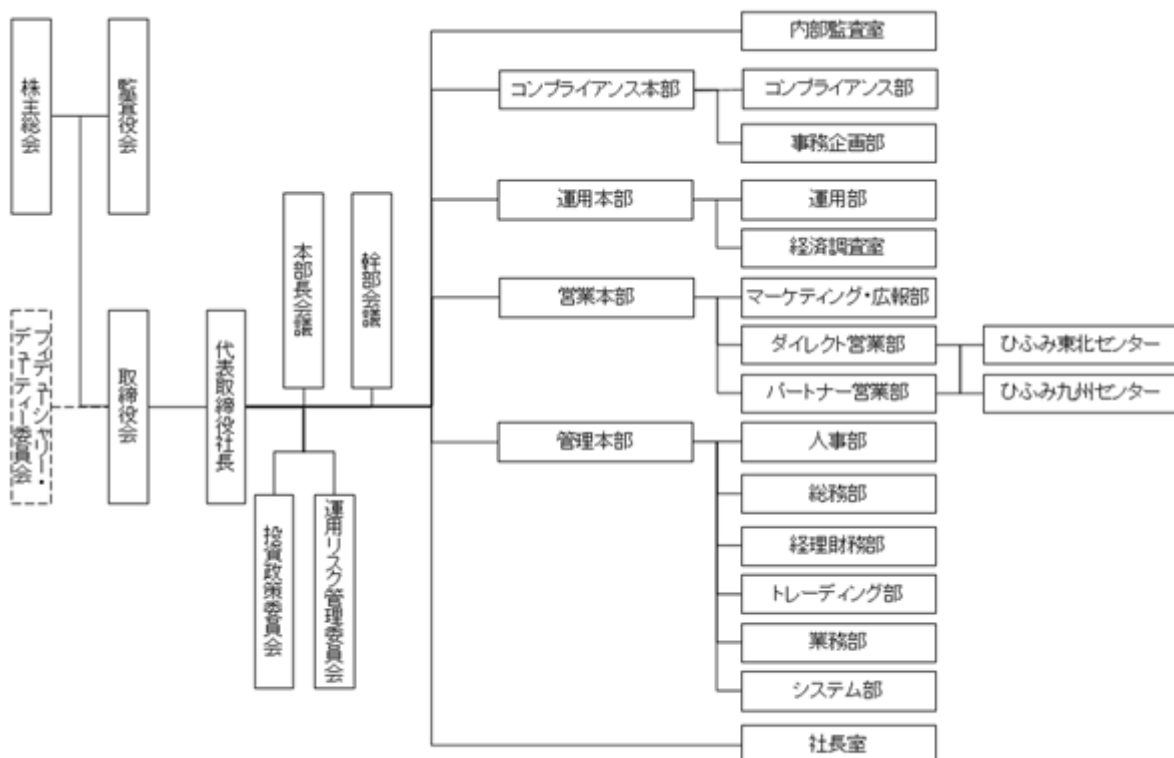 株主総会
監査役会
フィデューシャリー・
デューティー委員会
取締役会
代表取締役社長
本部長会議
幹部会議
投資政策委員会
運用リスク管理委員会
内部監査室
コンプライアンス本部
コンプライアンス部
事務企画部
運用本部
運用部
経済調査室
営業本部
マーケティング・広報部
ダイレクト営業部
ひふみ東北センター
パートナー営業部
ひふみ九州センター
管理本部
人事部
総務部
経理財務部
トレーディング部
業務部
システム部
社長室